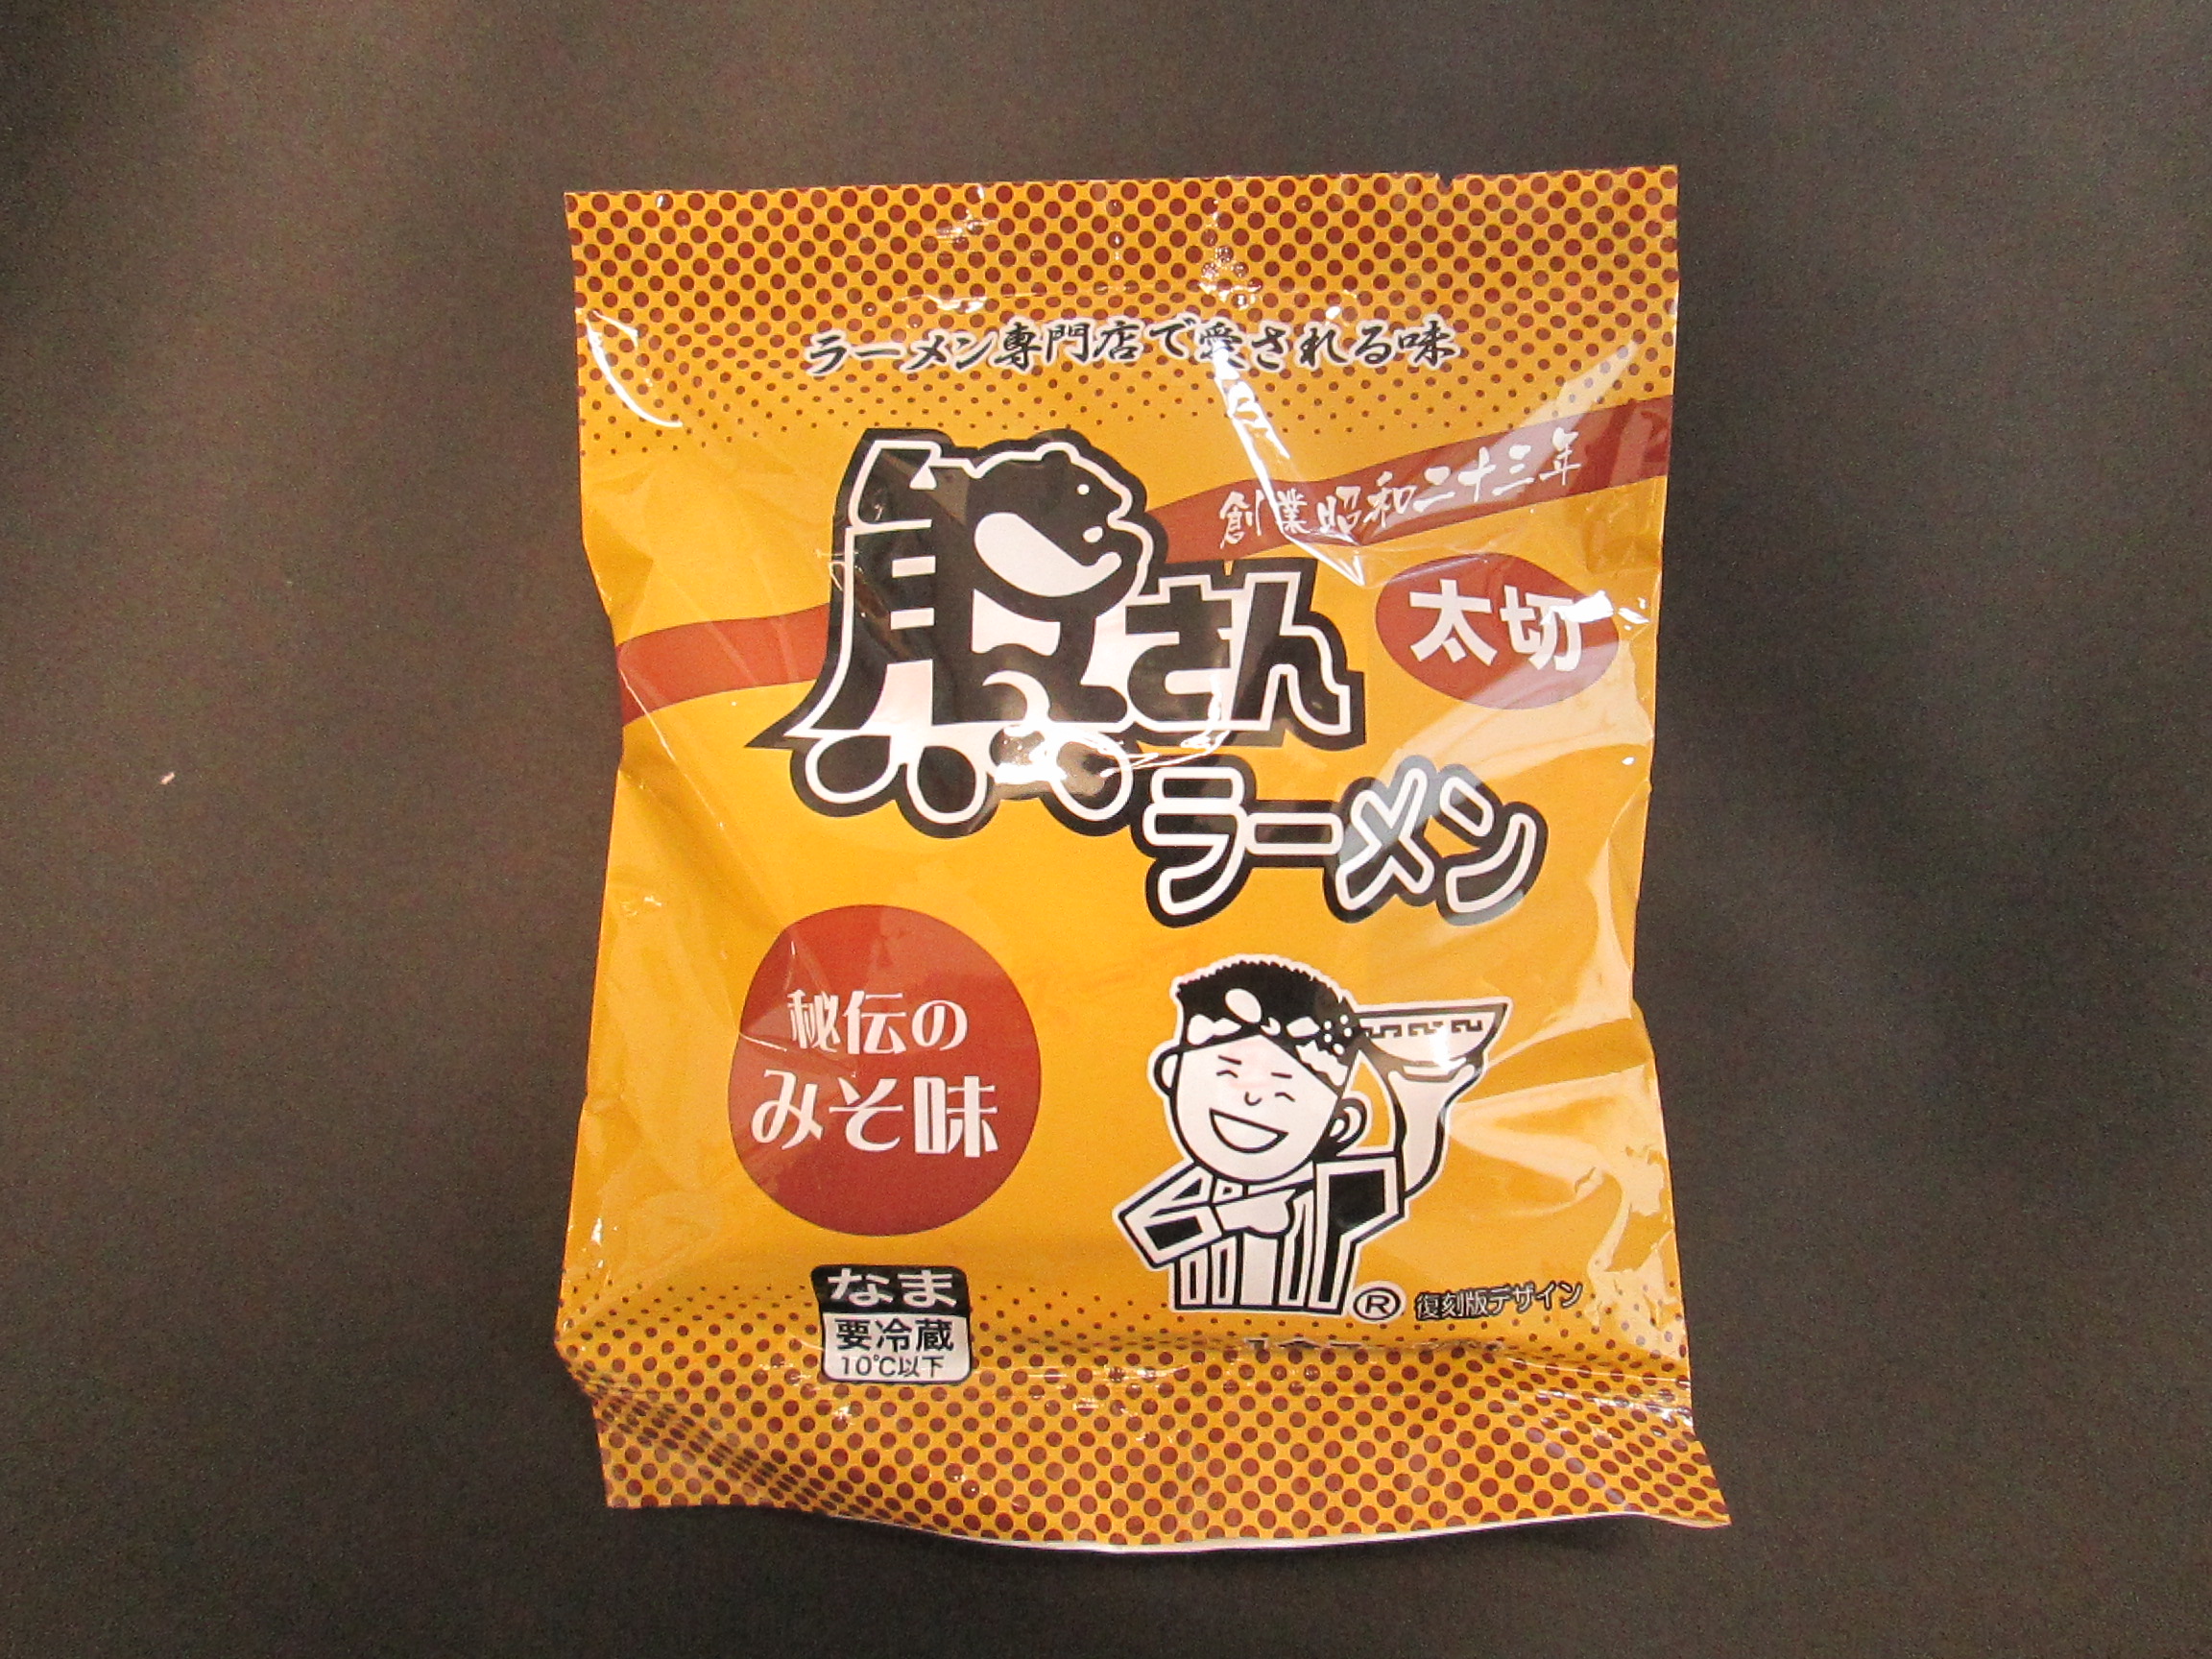 ラーメン専門店で愛される味
創業昭和二十三年
熊さん
太切
ラーメン
秘伝の
みそ味
なま
要冷蔵
10℃以下
® 復刻版デザイン